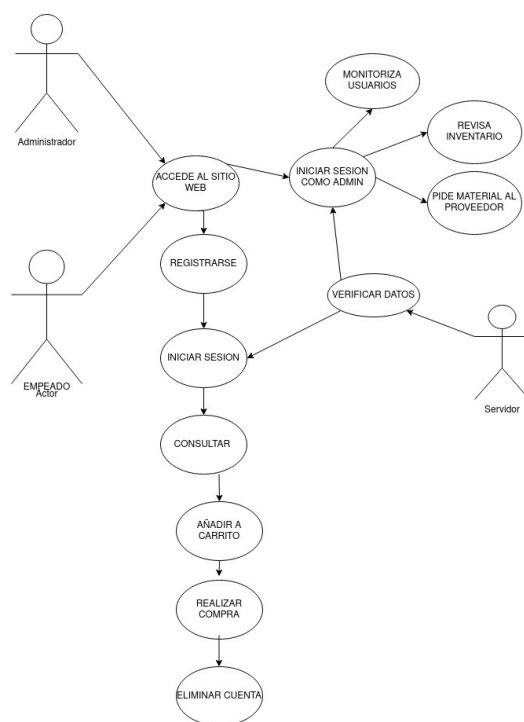 MONITORIZA
USUARIOS
REVISA
INVENTARIO
Administrador
ACCEDE AL SITIO
WEB
INICIAR SESION
COMO ADMIN
PIDE MATERIAL AL
PROVEEDOR
REGISTRARSE
VERIFICAR DATOS
INICIAR SESION
EMPEADO
Actor
Servidor
CONSULTAR
AÑADIR A
CARRITO
REALIZAR
COMPRA
ELIMINAR CUENTA